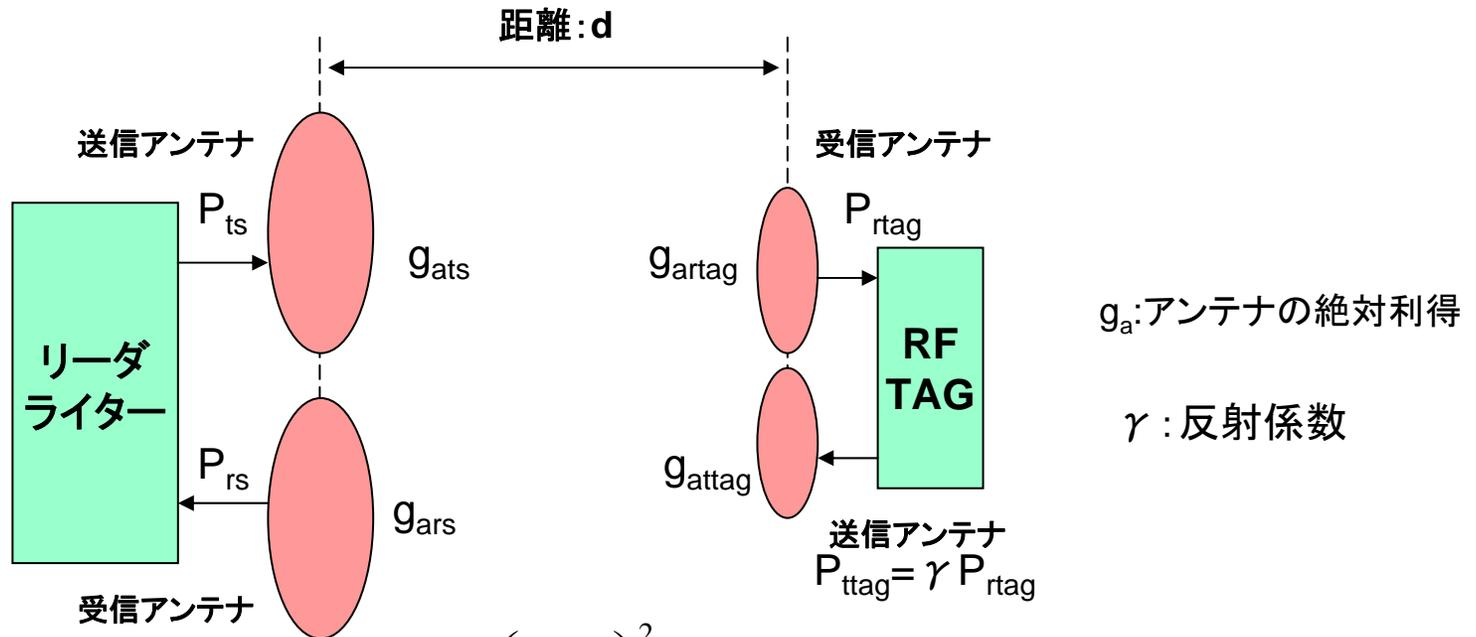 距離：d
送信アンテナ
受信アンテナ
P_ts
P_rtag
g_ats
g_artag
リーダ
ライター
RF
TAG
g_a:アンテナの絶対利得
γ：反射係数
P_rs
g_ars
g_attag
送信アンテナ
P_ttag=γP_rtag
受信アンテナ
2